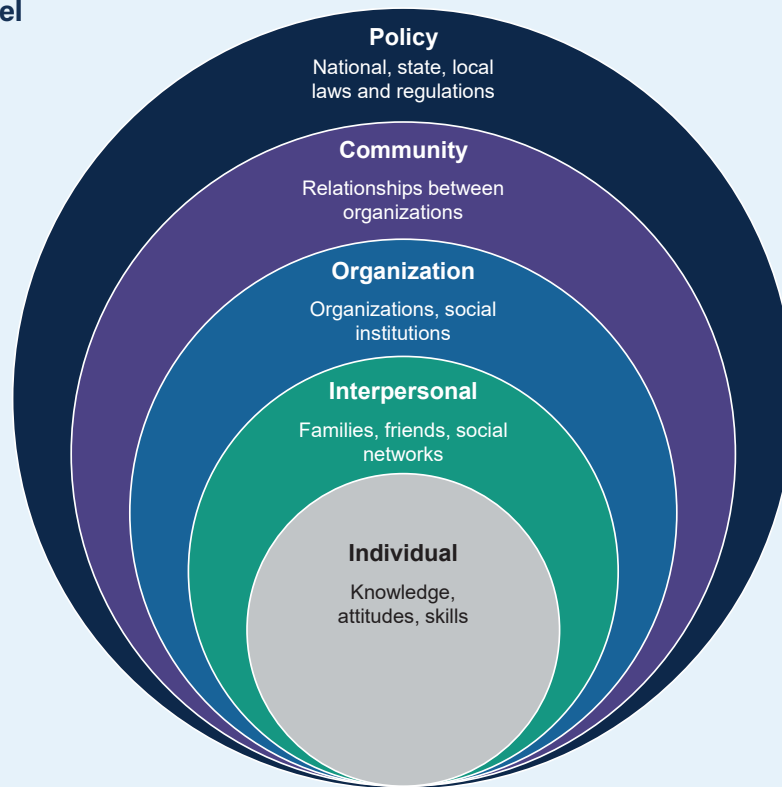 el
Policy
National, state, local
laws and regulations
Community
Relationships between
organizations
Organization
Organizations, social
institutions
Interpersonal
Families, friends, social
networks
Individual
Knowledge,
attitudes, skills